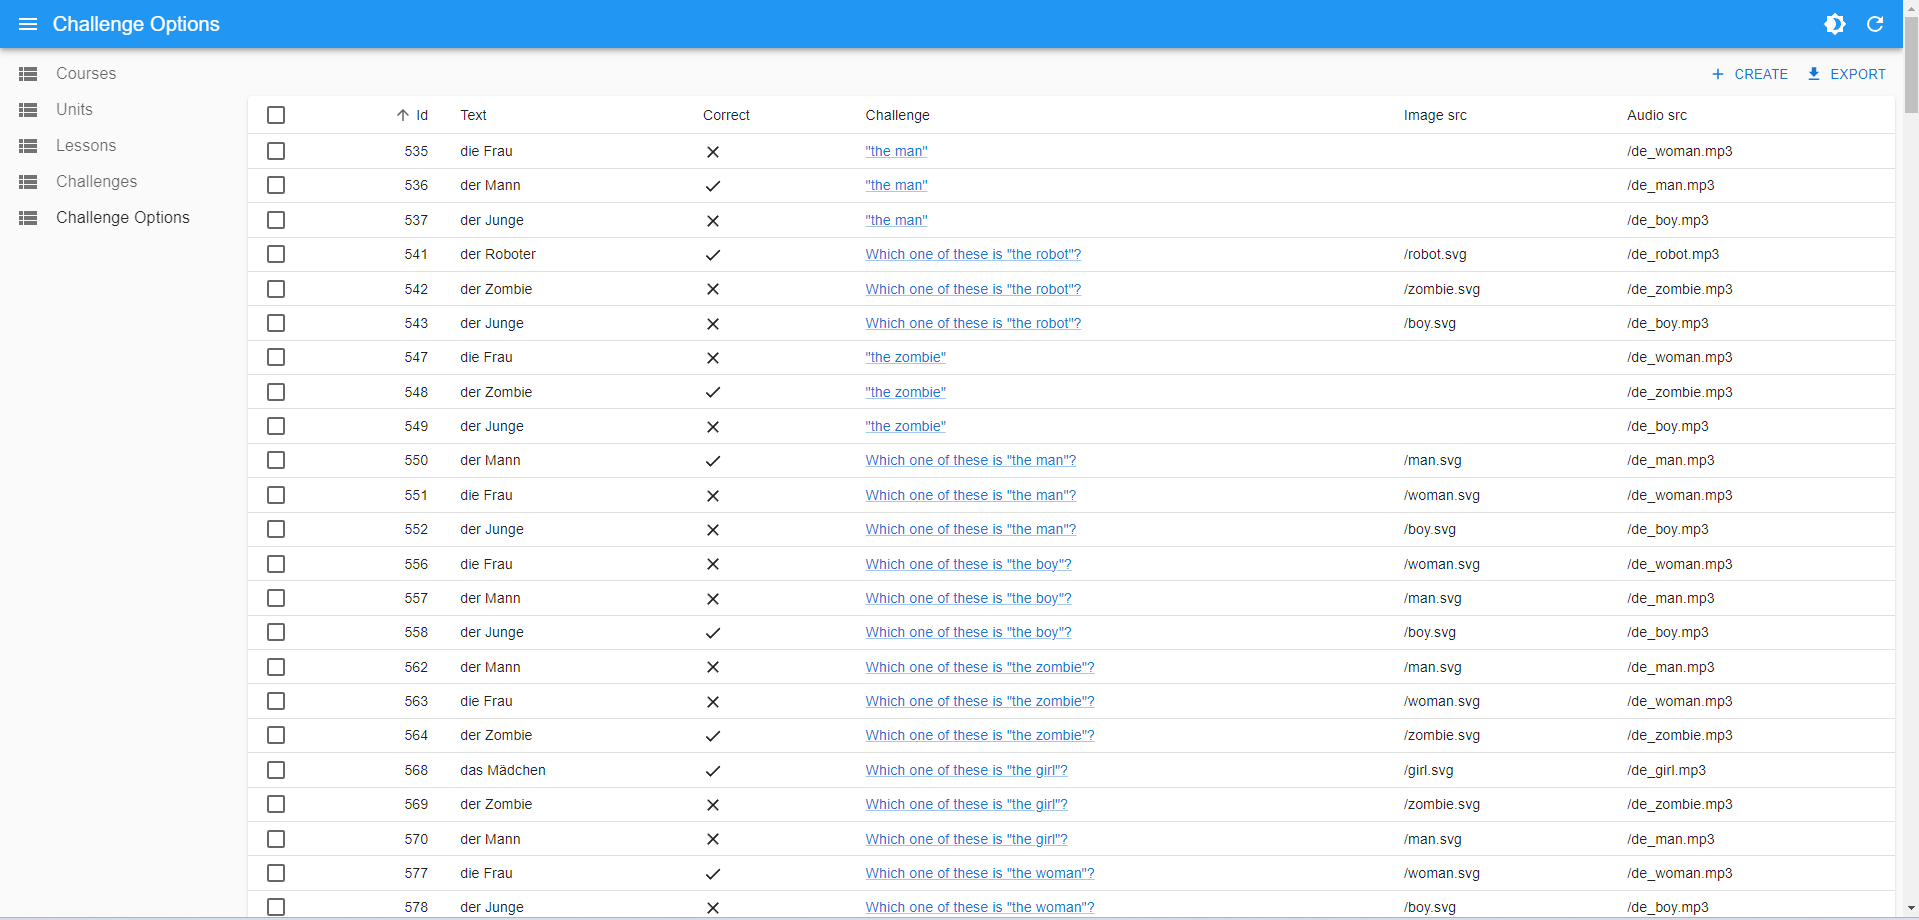 Challenge Options
Courses
Units
Lessons
Challenges
Challenge Options
CREATE EXPORT
Id Text Correct Challenge Image src Audio src
535 die Frau "the man" /de_woman.mp3
536 der Mann "the man" /de_man.mp3
537 der Junge "the man" /de_boy.mp3
541 der Roboter Which one of these is "the robot"? /robot.svg /de_robot.mp3
542 der Zombie Which one of these is "the robot"? /zombie.svg /de_zombie.mp3
543 der Junge Which one of these is "the robot"? /boy.svg /de_boy.mp3
547 die Frau "the zombie" /de_woman.mp3
548 der Zombie "the zombie" /de_zombie.mp3
549 der Junge "the zombie" /de_boy.mp3
550 der Mann Which one of these is "the man"? /man.svg /de_man.mp3
551 die Frau Which one of these is "the man"? /woman.svg /de_woman.mp3
552 der Junge Which one of these is "the man"? /boy.svg /de_boy.mp3
556 die Frau Which one of these is "the boy"? /woman.svg /de_woman.mp3
557 der Mann Which one of these is "the boy"? /man.svg /de_man.mp3
558 der Junge Which one of these is "the boy"? /boy.svg /de_boy.mp3
562 der Mann Which one of these is "the zombie"? /man.svg /de_man.mp3
563 die Frau Which one of these is "the zombie"? /woman.svg /de_woman.mp3
564 der Zombie Which one of these is "the zombie"? /zombie.svg /de_zombie.mp3
568 das Mädchen Which one of these is "the girl"? /girl.svg /de_girl.mp3
569 der Zombie Which one of these is "the girl"? /zombie.svg /de_zombie.mp3
570 der Mann Which one of these is "the girl"? /man.svg /de_man.mp3
577 die Frau Which one of these is "the woman"? /woman.svg /de_woman.mp3
578 der Junge Which one of these is "the woman"? /boy.svg /de_boy.mp3